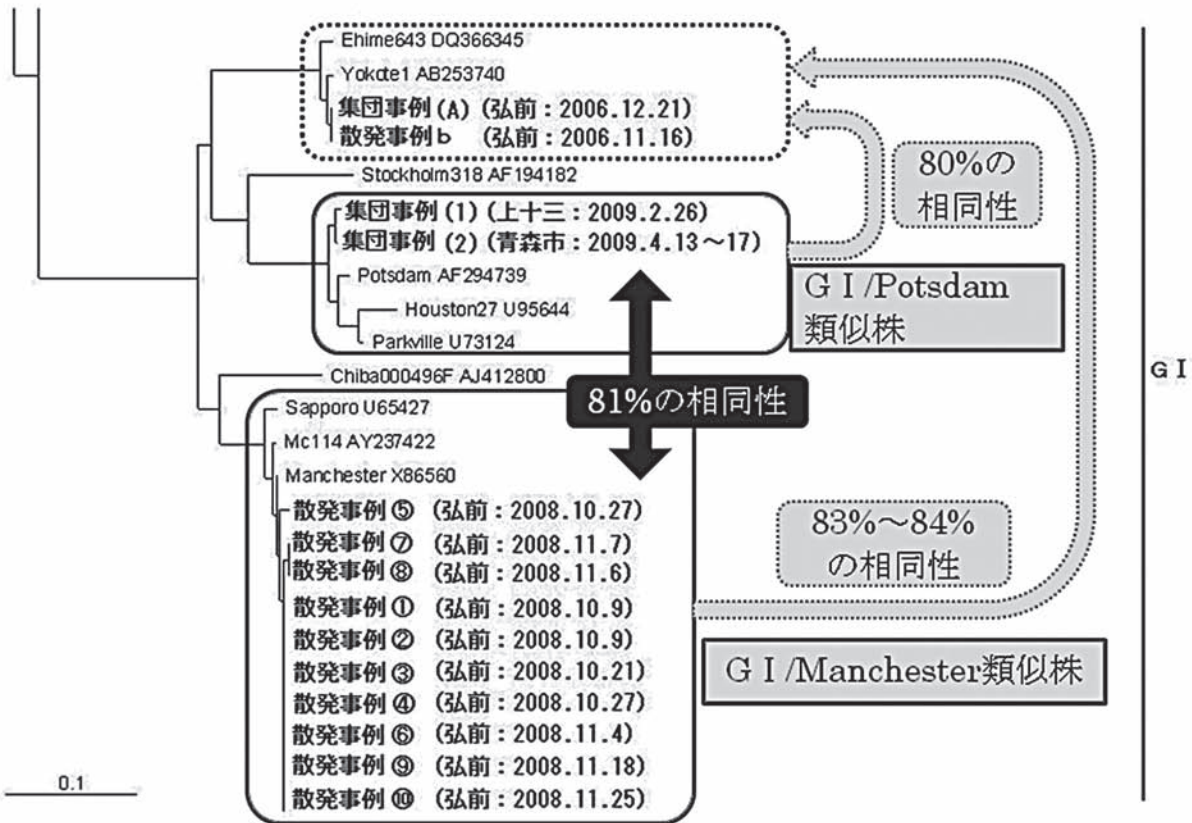 Ehime643 DQ366345
Yokote1 AB253740
集団事例 (A) (弘前：2006.12.21)
散発事例 b (弘前：2006.11.16)
Stockholm318 AF194182
集団事例 (1) (上十三：2009.2.26)
集団事例 (2) (青森市：2009.4.13～17)
Potsdam AF294739
Houston27 U95644
Parkville U73124
Chiba000496F AJ412800
Sapporo U65427
Mc114 AY237422
Manchester X86560
散発事例 ⑤ (弘前：2008.10.27)
散発事例 ⑦ (弘前：2008.11.7)
散発事例 ⑧ (弘前：2008.11.6)
散発事例 ① (弘前：2008.10.9)
散発事例 ② (弘前：2008.10.9)
散発事例 ③ (弘前：2008.10.21)
散発事例 ④ (弘前：2008.10.27)
散発事例 ⑥ (弘前：2008.11.4)
散発事例 ⑨ (弘前：2008.11.18)
散発事例 ⑩ (弘前：2008.11.25)
0.1
80%の
相同性
GⅠ/Potsdam
類似株
81%の相同性
83%～84%
の相同性
GⅠ/Manchester類似株
GⅠ